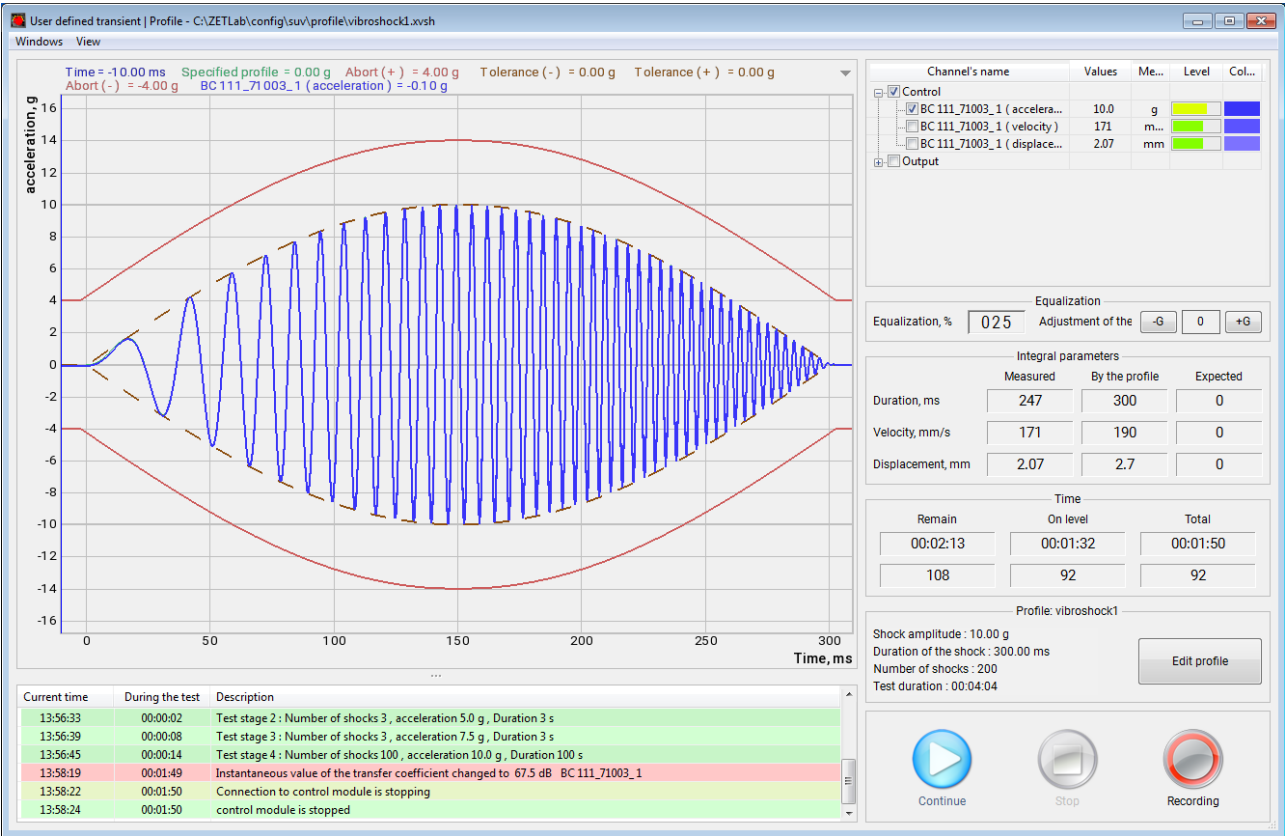 User defined transient | Profile - C:\ZETLab\config\suv\profile\vibroshock1.xvsh
Windows View
Time = -10.00 ms Specified profile = 0.00 g Abort ( + ) = 4.00 g Tolerance ( - ) = 0.00 g Tolerance ( + ) = 0.00 g
Abort ( - ) = -4.00 g BC 111_71003_1 ( acceleration ) = -0.10 g
acceleration, g
16
14
12
10
8
6
4
2
0
-2
-4
-6
-8
-10
-12
-14
-16
0 50 100 150 200 250 300
Time, ms
Current time During the test Description
13:56:33 00:00:02 Test stage 2 : Number of shocks 3 , acceleration 5.0 g , Duration 3 s
13:56:39 00:00:08 Test stage 3 : Number of shocks 3 , acceleration 7.5 g , Duration 3 s
13:56:45 00:00:14 Test stage 4 : Number of shocks 100 , acceleration 10.0 g , Duration 100 s
13:58:19 00:01:49 Instantaneous value of the transfer coefficient changed to 67.5 dB BC 111_71003_1
13:58:22 00:01:50 Connection to control module is stopping
13:58:24 00:01:50 control module is stopped
Channel's name Values Me... Level Col...
Control
BC 111_71003_1 ( accelera... 10.0 g
BC 111_71003_1 ( velocity ) 171 m...
BC 111_71003_1 ( displace... 2.07 mm
Output
Equalization
Equalization, % 025 Adjustment of the -G 0 +G
Integral parameters
Measured By the profile Expected
Duration, ms 247 300 0
Velocity, mm/s 171 190 0
Displacement, mm 2.07 2.7 0
Time
Remain On level Total
00:02:13 00:01:32 00:01:50
108 92 92
Profile: vibroshock1
Shock amplitude : 10.00 g
Duration of the shock : 300.00 ms
Number of shocks : 200
Test duration : 00:04:04
Edit profile
Continue Stop Recording